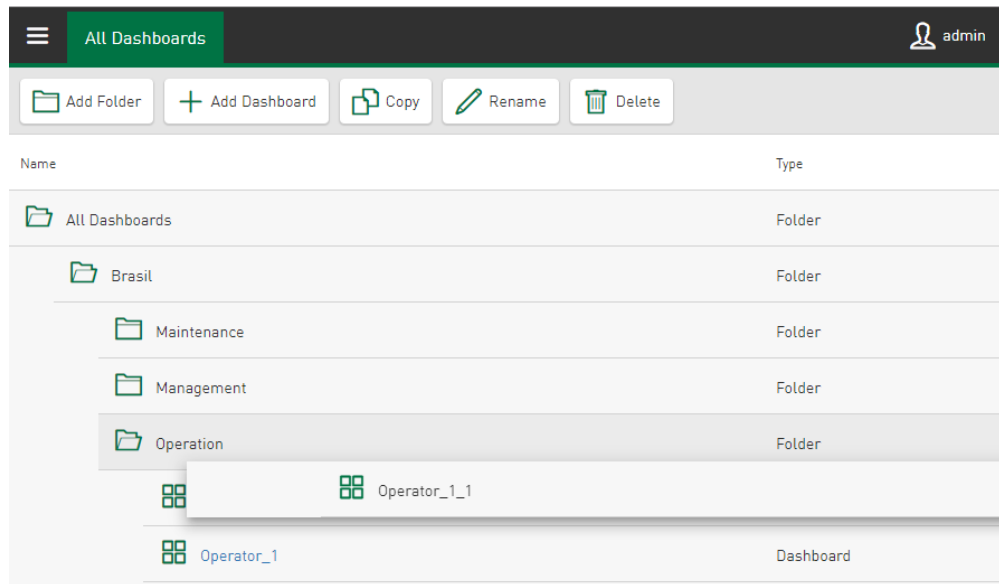 All Dashboards
admin
Add Folder
Add Dashboard
Copy
Rename
Delete
Name Type
All Dashboards Folder
Brasil Folder
Maintenance Folder
Management Folder
Operation Folder
Operator_1_1
Operator_1 Dashboard